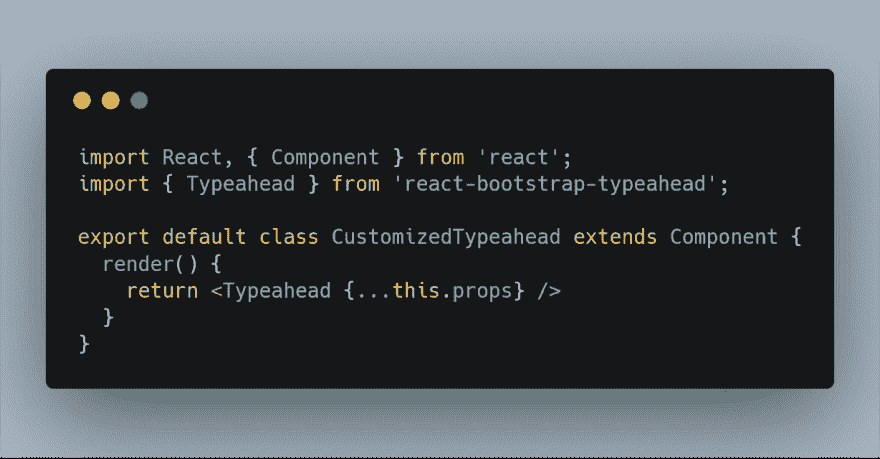 import React, { Component } from 'react';
import { Typeahead } from 'react-bootstrap-typeahead';
export default class CustomizedTypeahead extends Component {
render() {
return <Typeahead {...this.props} />
}
}